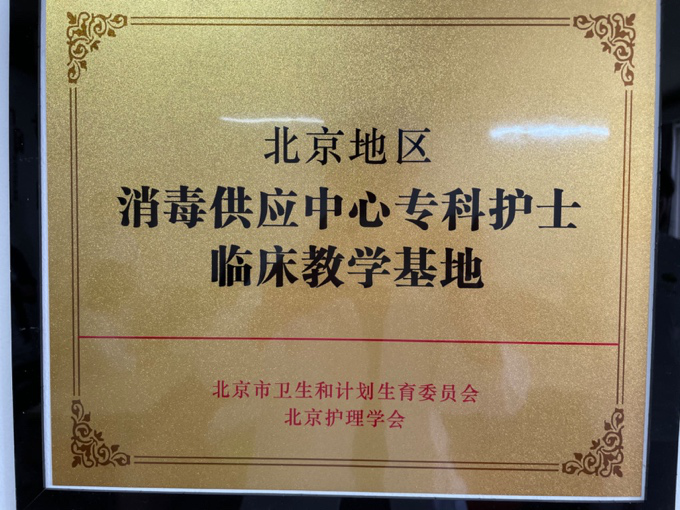 北京地区
消毒供应中心专科护士
临床教学基地
北京市卫生和计划生育委员会
北京护理学会